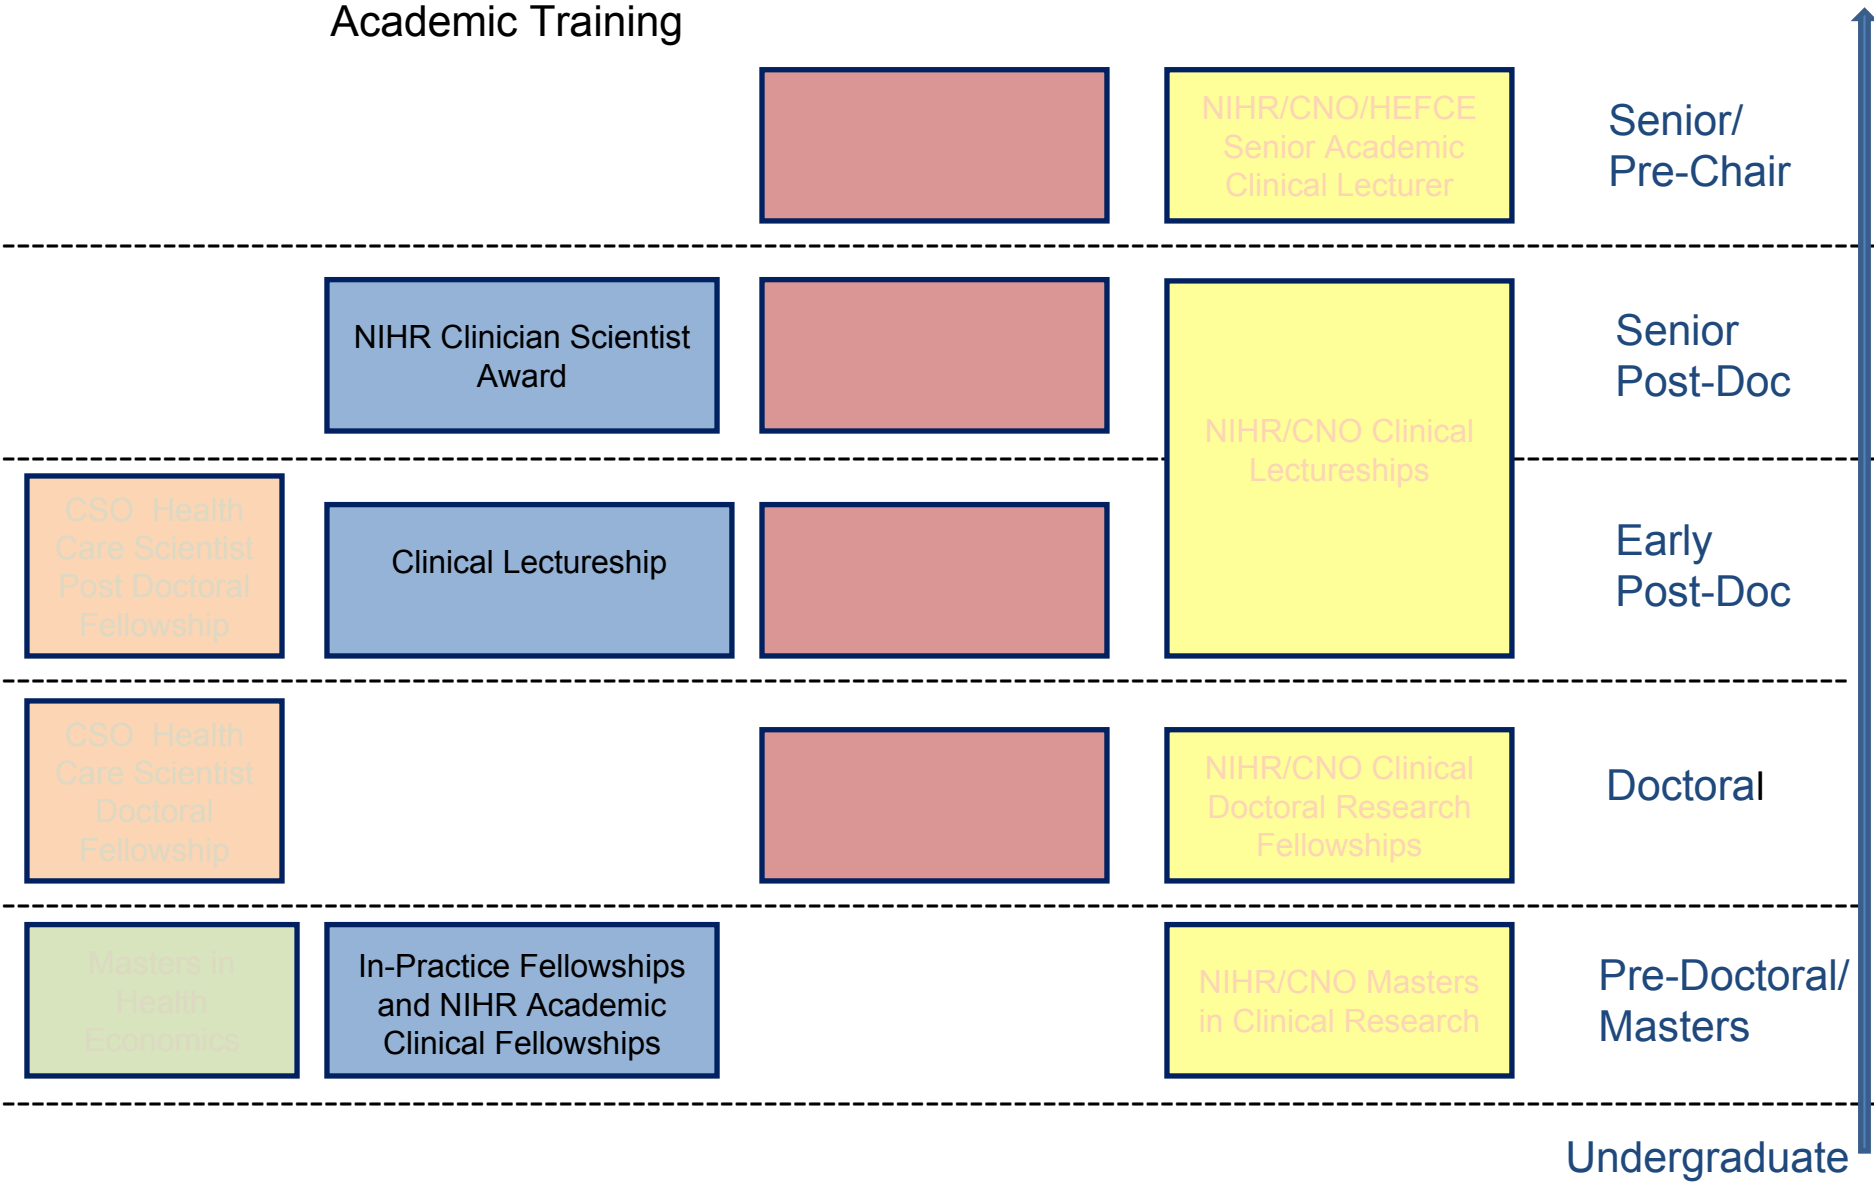 Academic Training
NIHR/CNO/HEFCE
Senior Academic
Clinical Lecturer
Senior/
Pre-Chair
NIHR Clinician Scientist
Award
NIHR/CNO Clinical
Lectureships
Senior
Post-Doc
CSO Health
Care Scientist
Post Doctoral
Fellowship
Clinical Lectureship
Early
Post-Doc
CSO Health
Care Scientist
Doctoral
Fellowship
NIHR/CNO Clinical
Doctoral Research
Fellowships
Doctoral
Masters in
Health
Economics
In-Practice Fellowships
and NIHR Academic
Clinical Fellowships
NIHR/CNO Masters
in Clinical Research
Pre-Doctoral/
Masters
Undergraduate